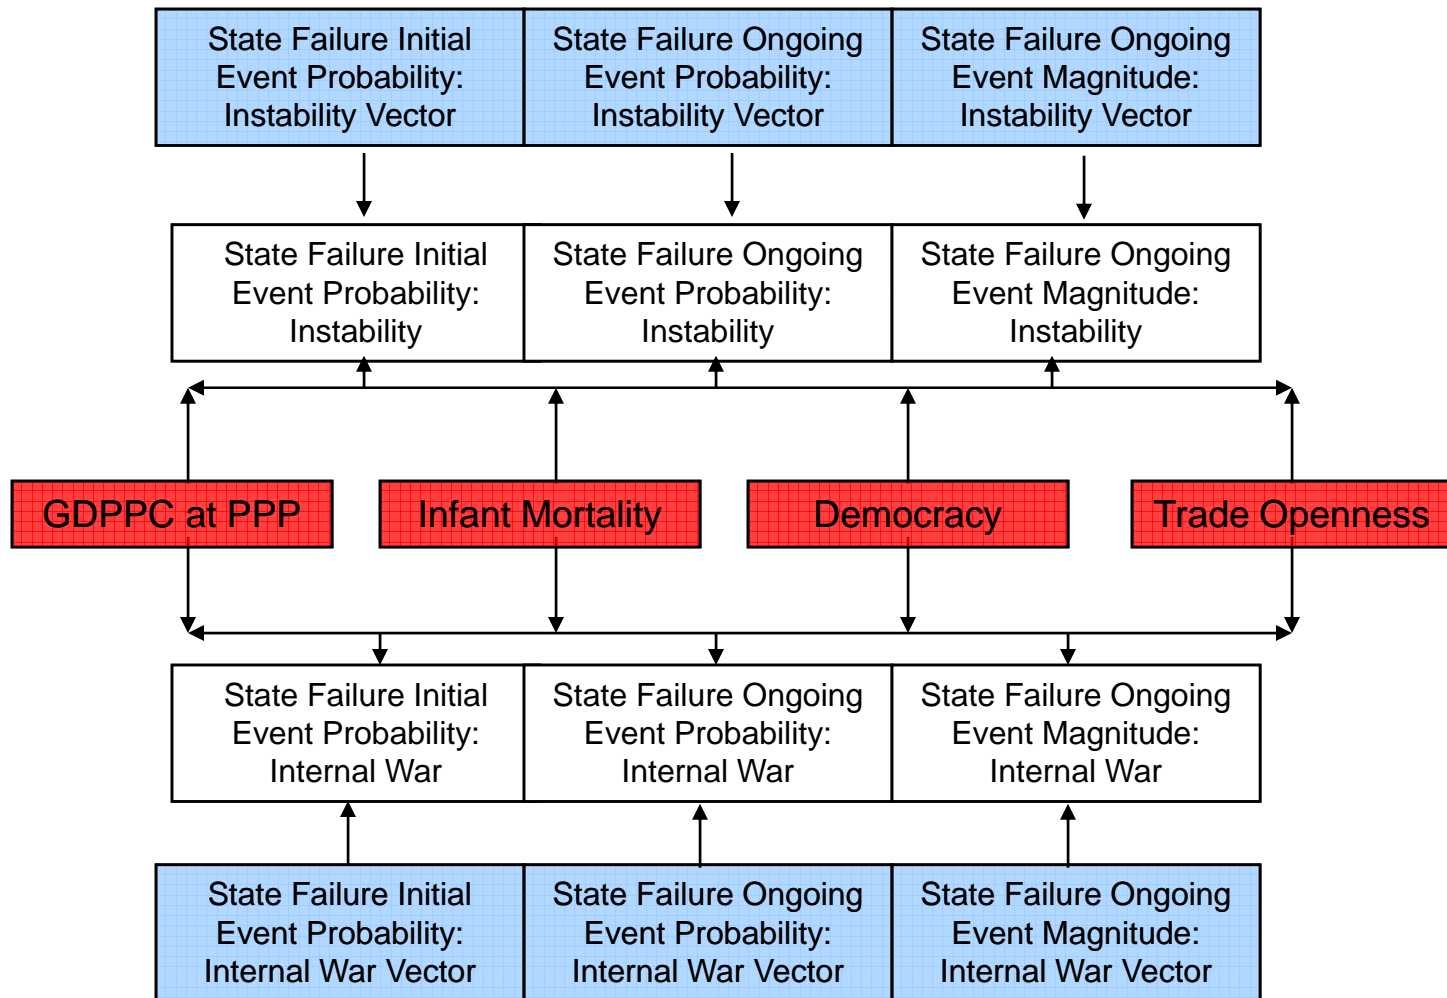 State Failure Initial
Event Probability:
Instability Vector
State Failure Ongoing
Event Probability:
Instability Vector
State Failure Ongoing
Event Magnitude:
Instability Vector
State Failure Initial
Event Probability:
Instability
State Failure Ongoing
Event Probability:
Instability
State Failure Ongoing
Event Magnitude:
Instability
GDPPC at PPP
Infant Mortality
Democracy
Trade Openness
State Failure Initial
Event Probability:
Internal War
State Failure Ongoing
Event Probability:
Internal War
State Failure Ongoing
Event Magnitude:
Internal War
State Failure Initial
Event Probability:
Internal War Vector
State Failure Ongoing
Event Probability:
Internal War Vector
State Failure Ongoing
Event Magnitude:
Internal War Vector